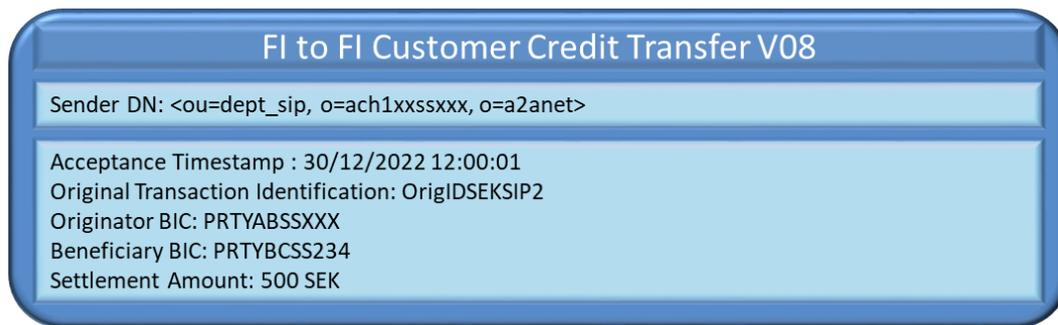 FI to FI Customer Credit Transfer V08
Sender DN: <ou=dept_sip, o=ach1xxssxxx, o=a2anet>
Acceptance Timestamp : 30/12/2022 12:00:01
Original Transaction Identification: OrigIDSEKSIP2
Originator BIC: PRTYABSSXXX
Beneficiary BIC: PRTYBCSS234
Settlement Amount: 500 SEK